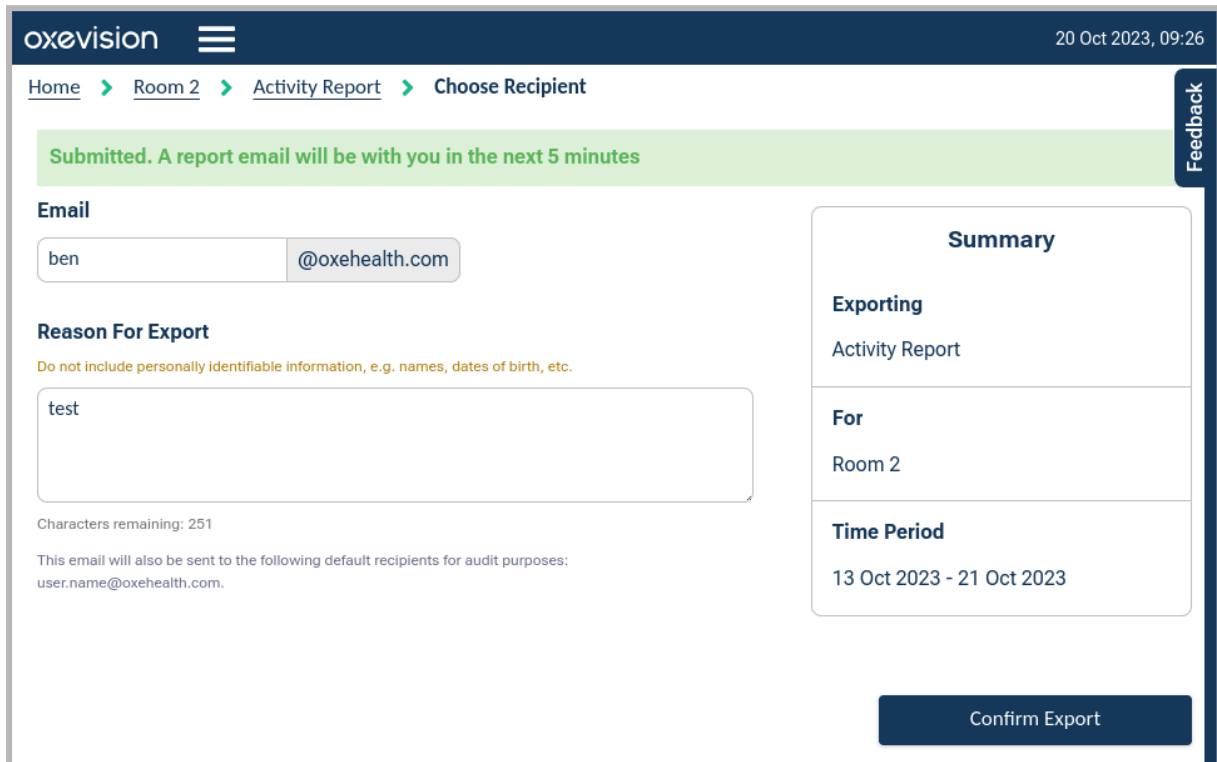 oxevision
20 Oct 2023, 09:26
Home > Room 2 > Activity Report > Choose Recipient
Feedback
Submitted. A report email will be with you in the next 5 minutes
Email
ben @oxehealth.com
Reason For Export
Do not include personally identifiable information, e.g. names, dates of birth, etc.
test
Characters remaining: 251
This email will also be sent to the following default recipients for audit purposes:
user.name@oxehealth.com.
Summary
Exporting
Activity Report
For
Room 2
Time Period
13 Oct 2023 - 21 Oct 2023
Confirm Export